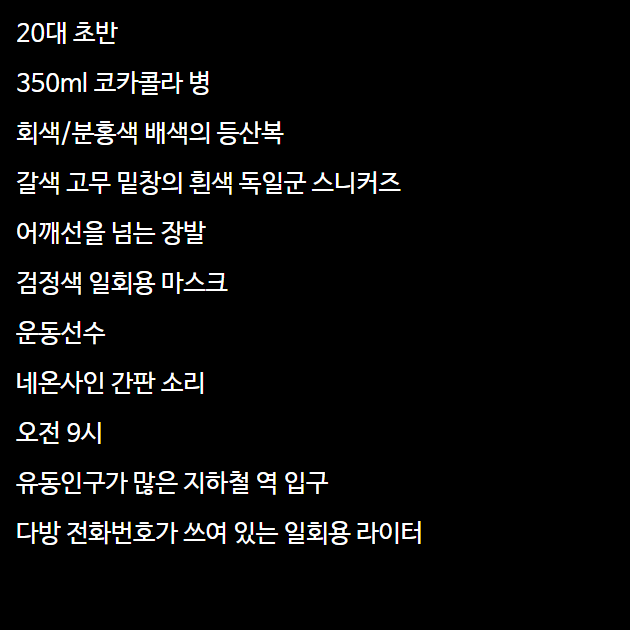 20대 초반
350ml 코카콜라 병
회색/분홍색 배색의 등산복
갈색 고무 밑창의 흰색 독일군 스니커즈
어깨선을 넘는 장발
검정색 일회용 마스크
운동선수
네온사인 간판 소리
오전 9시
유동인구가 많은 지하철 역 입구
다방 전화번호가 쓰여 있는 일회용 라이터